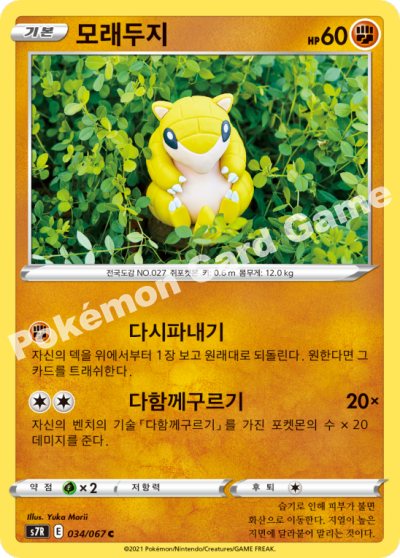 기본 모래두지 HP 60
전국도감 NO.027 쥐포켓몬 키: 0.6 m 몸무게: 12.0 kg
Pokémon Card Game
다시파내기
자신의 덱을 위에서부터 1장 보고 원래대로 되돌린다. 원한다면 그
카드를 트래쉬한다.
다함께구르기 20×
자신의 벤치의 기술 「다함께구르기」를 가진 포켓몬의 수 × 20
데미지를 준다.
약점 ×2 저항력 후퇴
Illus. Yuka Morii
s7R E 034/067 C
습기로 인해 피부가 불면
화산으로 이동한다. 지열이 높은
지면에 달라붙어 말리는 것이다.
©2021 Pokémon/Nintendo/Creatures/GAME FREAK.